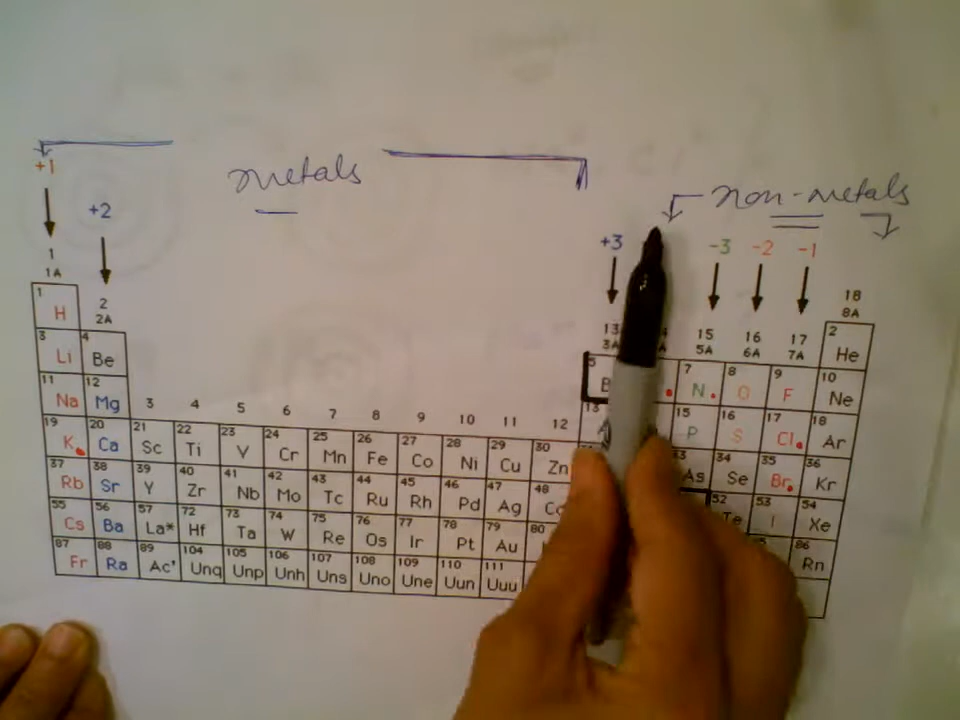 metals
non-metals
+1
+2
+3 -3 -2 -1
1
1A
2
2A
13 15 16 17 18
3A 5A 6A 7A 8A
1 H 2 He
3 Li 4 Be 5 B 7 N 8 O 9 F 10 Ne
11 Na 12 Mg 3 4 5 6 7 8 9 10 11 12 13 15 P 16 S 17 Cl 18 Ar
19 K 20 Ca 21 Sc 22 Ti 23 V 24 Cr 25 Mn 26 Fe 27 Co 28 Ni 29 Cu 30 Zn 33 As 34 Se 35 Br 36 Kr
37 Rb 38 Sr 39 Y 40 Zr 41 Nb 42 Mo 43 Tc 44 Ru 45 Rh 46 Pd 47 Ag 48 52 Te 53 I 54 Xe
55 Cs 56 Ba 57 La* 72 Hf 73 Ta 74 W 75 Re 76 Os 77 Ir 78 Pt 79 Au 80 86 Rn
87 Fr 88 Ra 89 Ac' 104 Unq 105 Unp 106 Unh 107 Uns 108 Uno 109 Une 110 Uun 111 Uuu